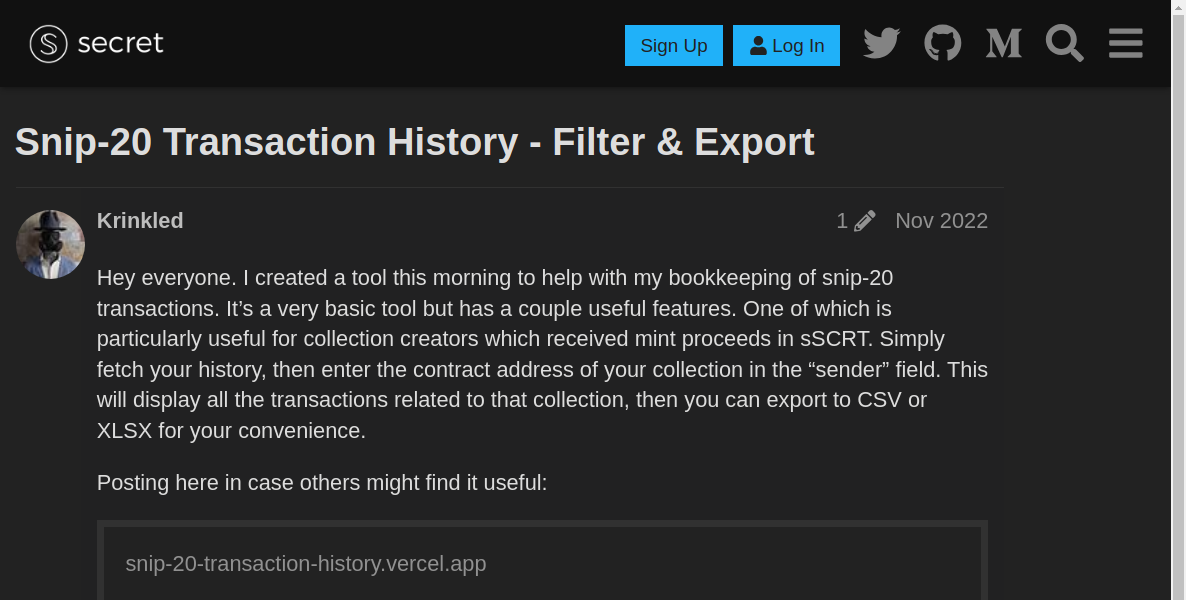 secret
Sign Up
Log In
Snip-20 Transaction History - Filter & Export
Krinkled
1
Nov 2022
Hey everyone. I created a tool this morning to help with my bookkeeping of snip-20
transactions. It’s a very basic tool but has a couple useful features. One of which is
particularly useful for collection creators which received mint proceeds in sSCRT. Simply
fetch your history, then enter the contract address of your collection in the “sender” field. This
will display all the transactions related to that collection, then you can export to CSV or
XLSX for your convenience.
Posting here in case others might find it useful:
snip-20-transaction-history.vercel.app